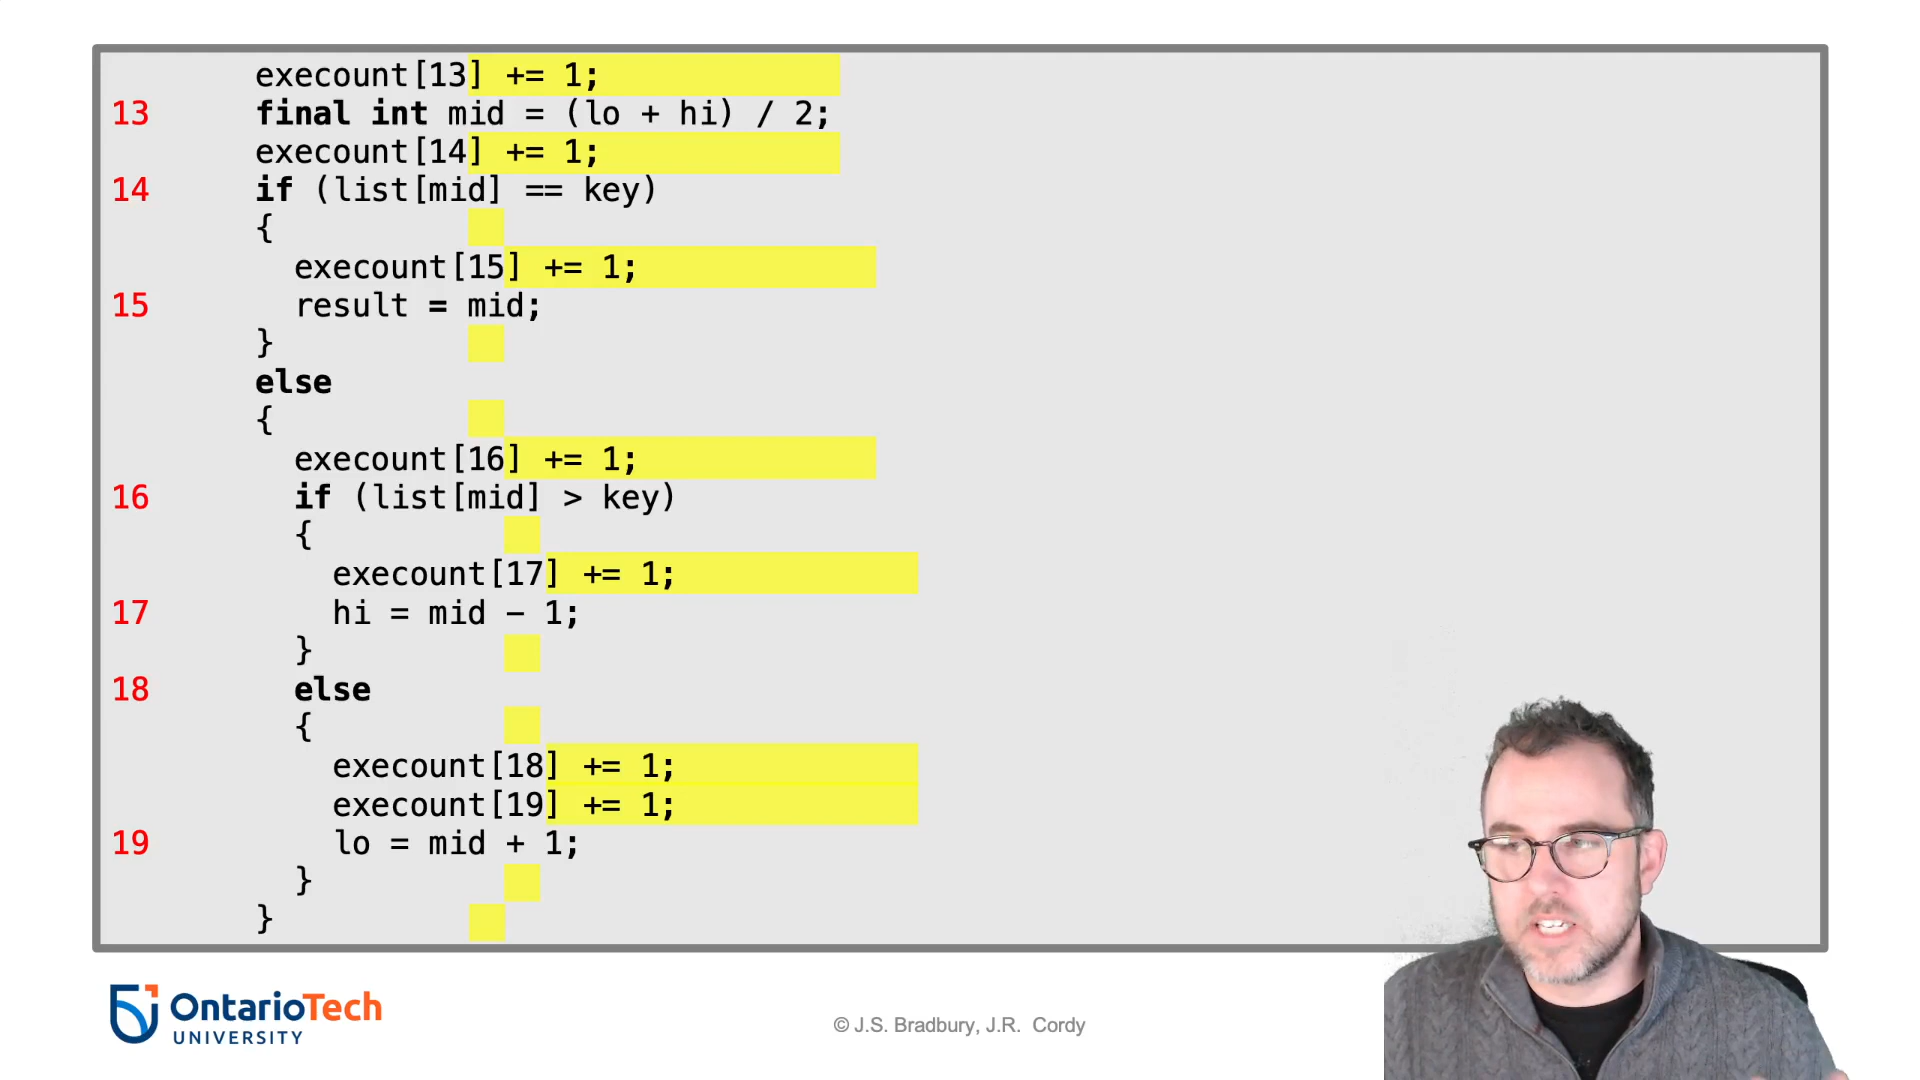 execount[13] += 1;
13 final int mid = (lo + hi) / 2;
execount[14] += 1;
14 if (list[mid] == key)
{
execount[15] += 1;
15 result = mid;
}
else
{
execount[16] += 1;
16 if (list[mid] > key)
{
execount[17] += 1;
17 hi = mid - 1;
}
18 else
{
execount[18] += 1;
execount[19] += 1;
19 lo = mid + 1;
}
}
OntarioTech
UNIVERSITY
© J.S. Bradbury, J.R. Cordy